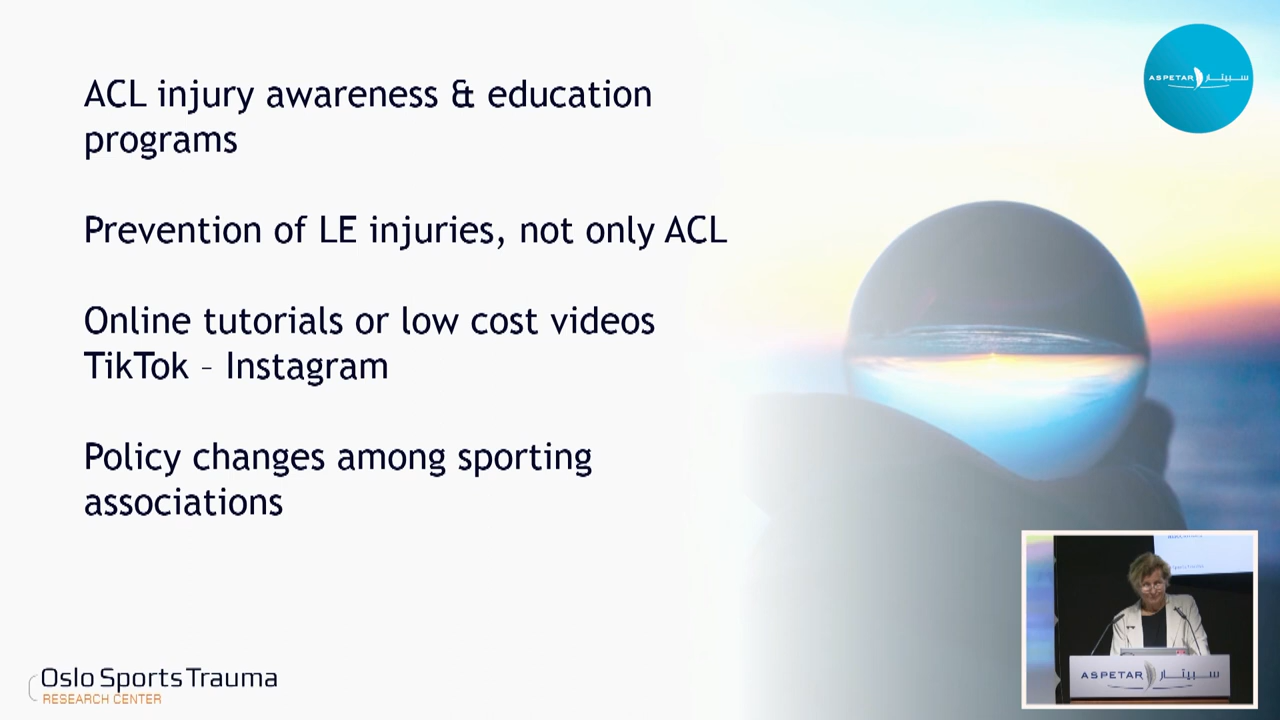 ACL injury awareness & education
programs
Prevention of LE injuries, not only ACL
Online tutorials or low cost videos
TikTok – Instagram
Policy changes among sporting
associations
Oslo Sports Trauma
RESEARCH CENTER
ASPETAR سبيتار
ASPETAR سبيتار